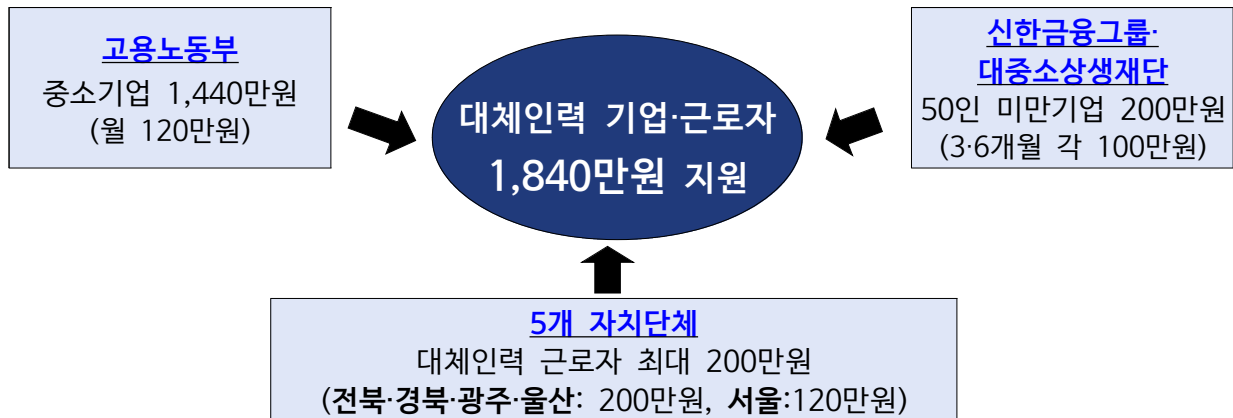 고용노동부
중소기업 1,440만원
(월 120만원)
대체인력 기업·근로자
1,840만원 지원
신한금융그룹·
대중소상생재단
50인 미만기업 200만원
(3·6개월 각 100만원)
5개 자치단체
대체인력 근로자 최대 200만원
(전북·경북·광주·울산: 200만원, 서울:120만원)